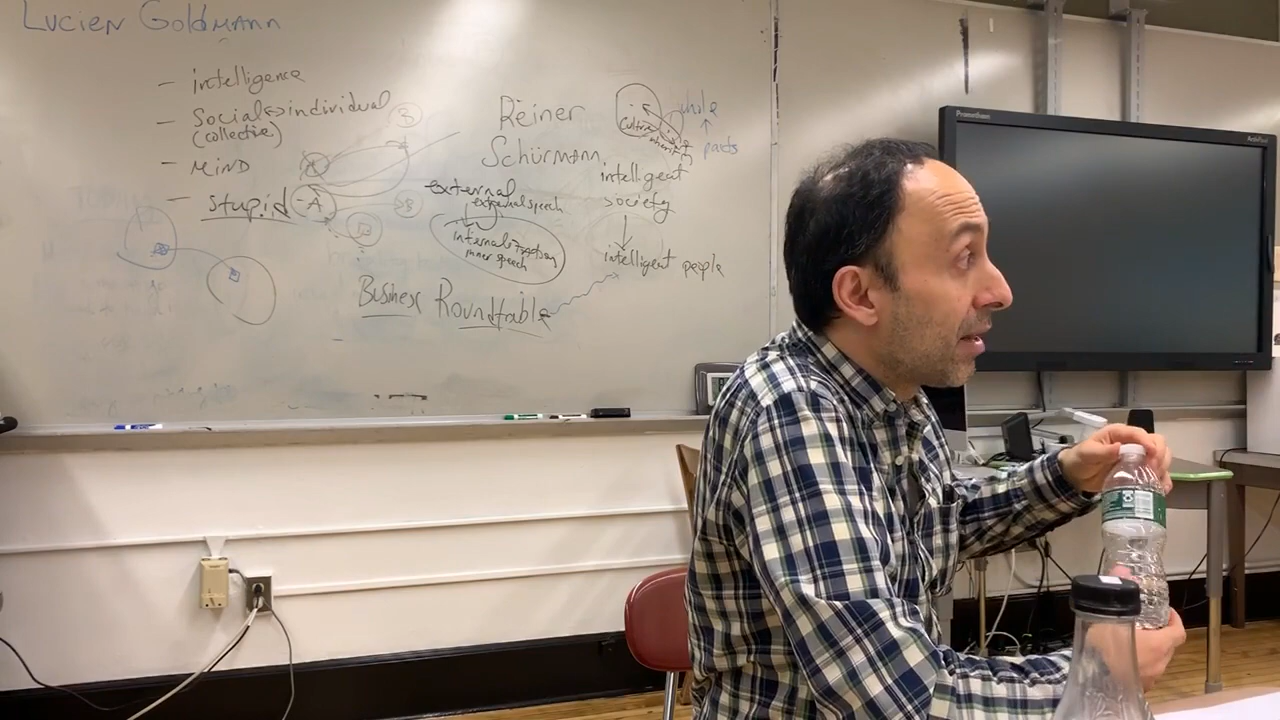 Lucien Goldmann
- intelligence
- Social ↔ individual
(collective)
- MIND
- stupid
-A
B
Reiner
Schürmann
external
external speech
inner speech
culture
whole
parts
intelligent
society
intelligent people
Business Roundtable
Promethean